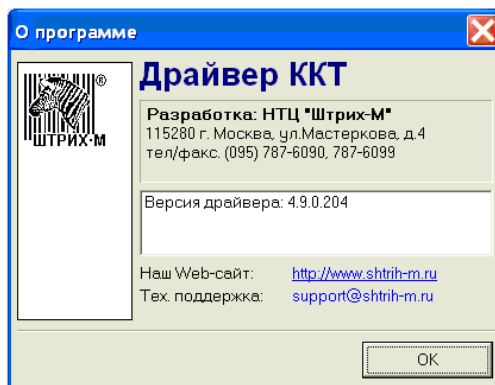 О программе
Драйвер ККТ
®
ШТРИХ-М
Разработка: НТЦ "Штрих-М"
115280 г. Москва, ул.Мастеркова, д.4
тел/факс. (095) 787-6090, 787-6099
Версия драйвера: 4.9.0.204
Наш Web-сайт: http://www.shtrih-m.ru
Тех. поддержка: support@shtrih-m.ru
OK